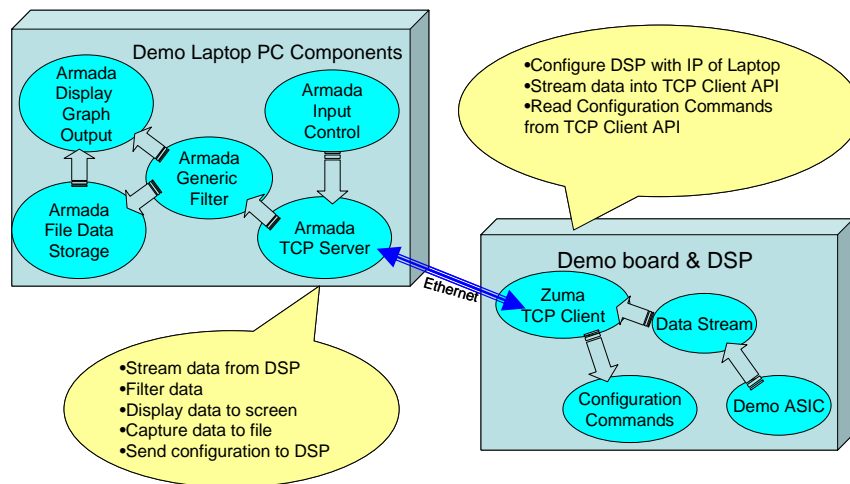 Demo Laptop PC Components
Armada
Display
Graph
Output
Armada
Input
Control
Armada
Generic
Filter
Armada
File Data
Storage
Armada
TCP Server
•Configure DSP with IP of Laptop
•Stream data into TCP Client API
•Read Configuration Commands
from TCP Client API
Ethernet
Demo board & DSP
Zuma
TCP Client
Data Stream
Configuration
Commands
Demo ASIC
•Stream data from DSP
•Filter data
•Display data to screen
•Capture data to file
•Send configuration to DSP